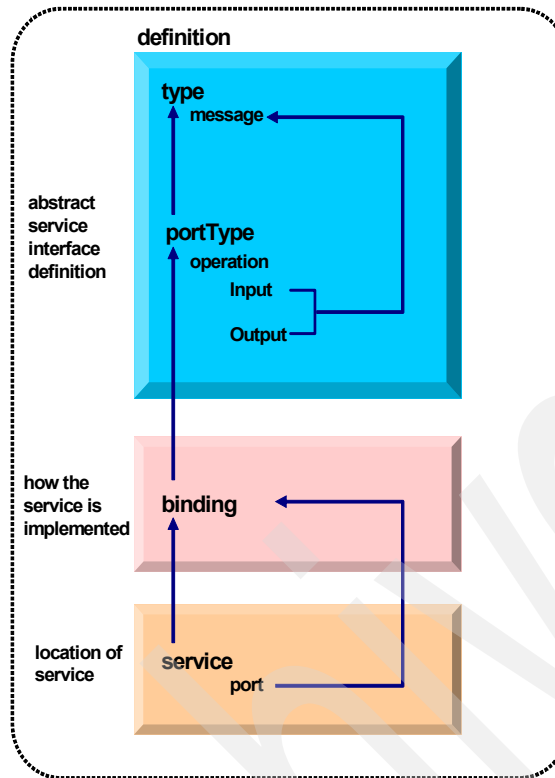 definition
type
message
abstract
service
interface
definition
portType
operation
Input
Output
how the
service is
implemented
binding
location of
service
service
port